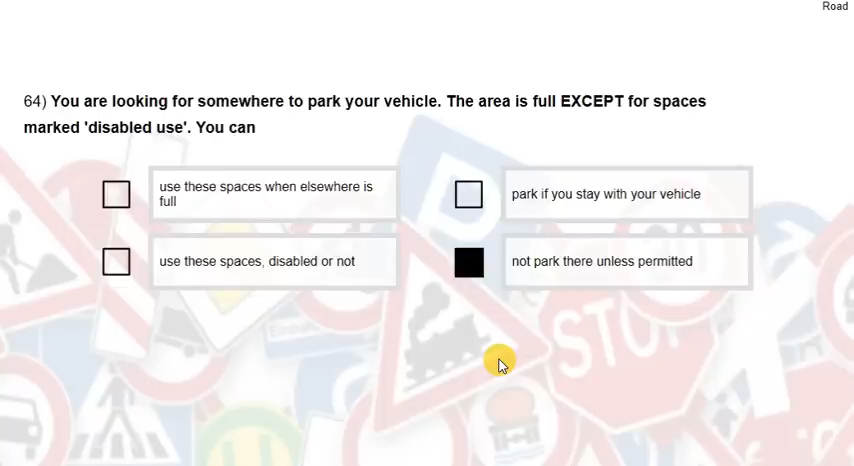 Road
64) You are looking for somewhere to park your vehicle. The area is full EXCEPT for spaces
marked 'disabled use'. You can
use these spaces when elsewhere is
full
park if you stay with your vehicle
use these spaces, disabled or not
not park there unless permitted
P
STOP